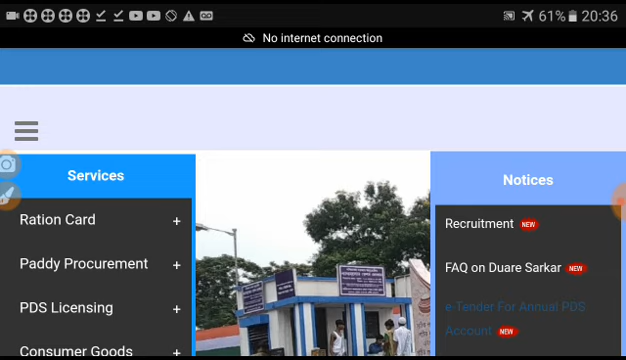 61% 20:36
No internet connection
Services
Ration Card +
Paddy Procurement +
PDS Licensing +
Consumer Goods +
Notices
Recruitment NEW
FAQ on Duare Sarkar NEW
e-Tender For Annual PDS
Account NEW